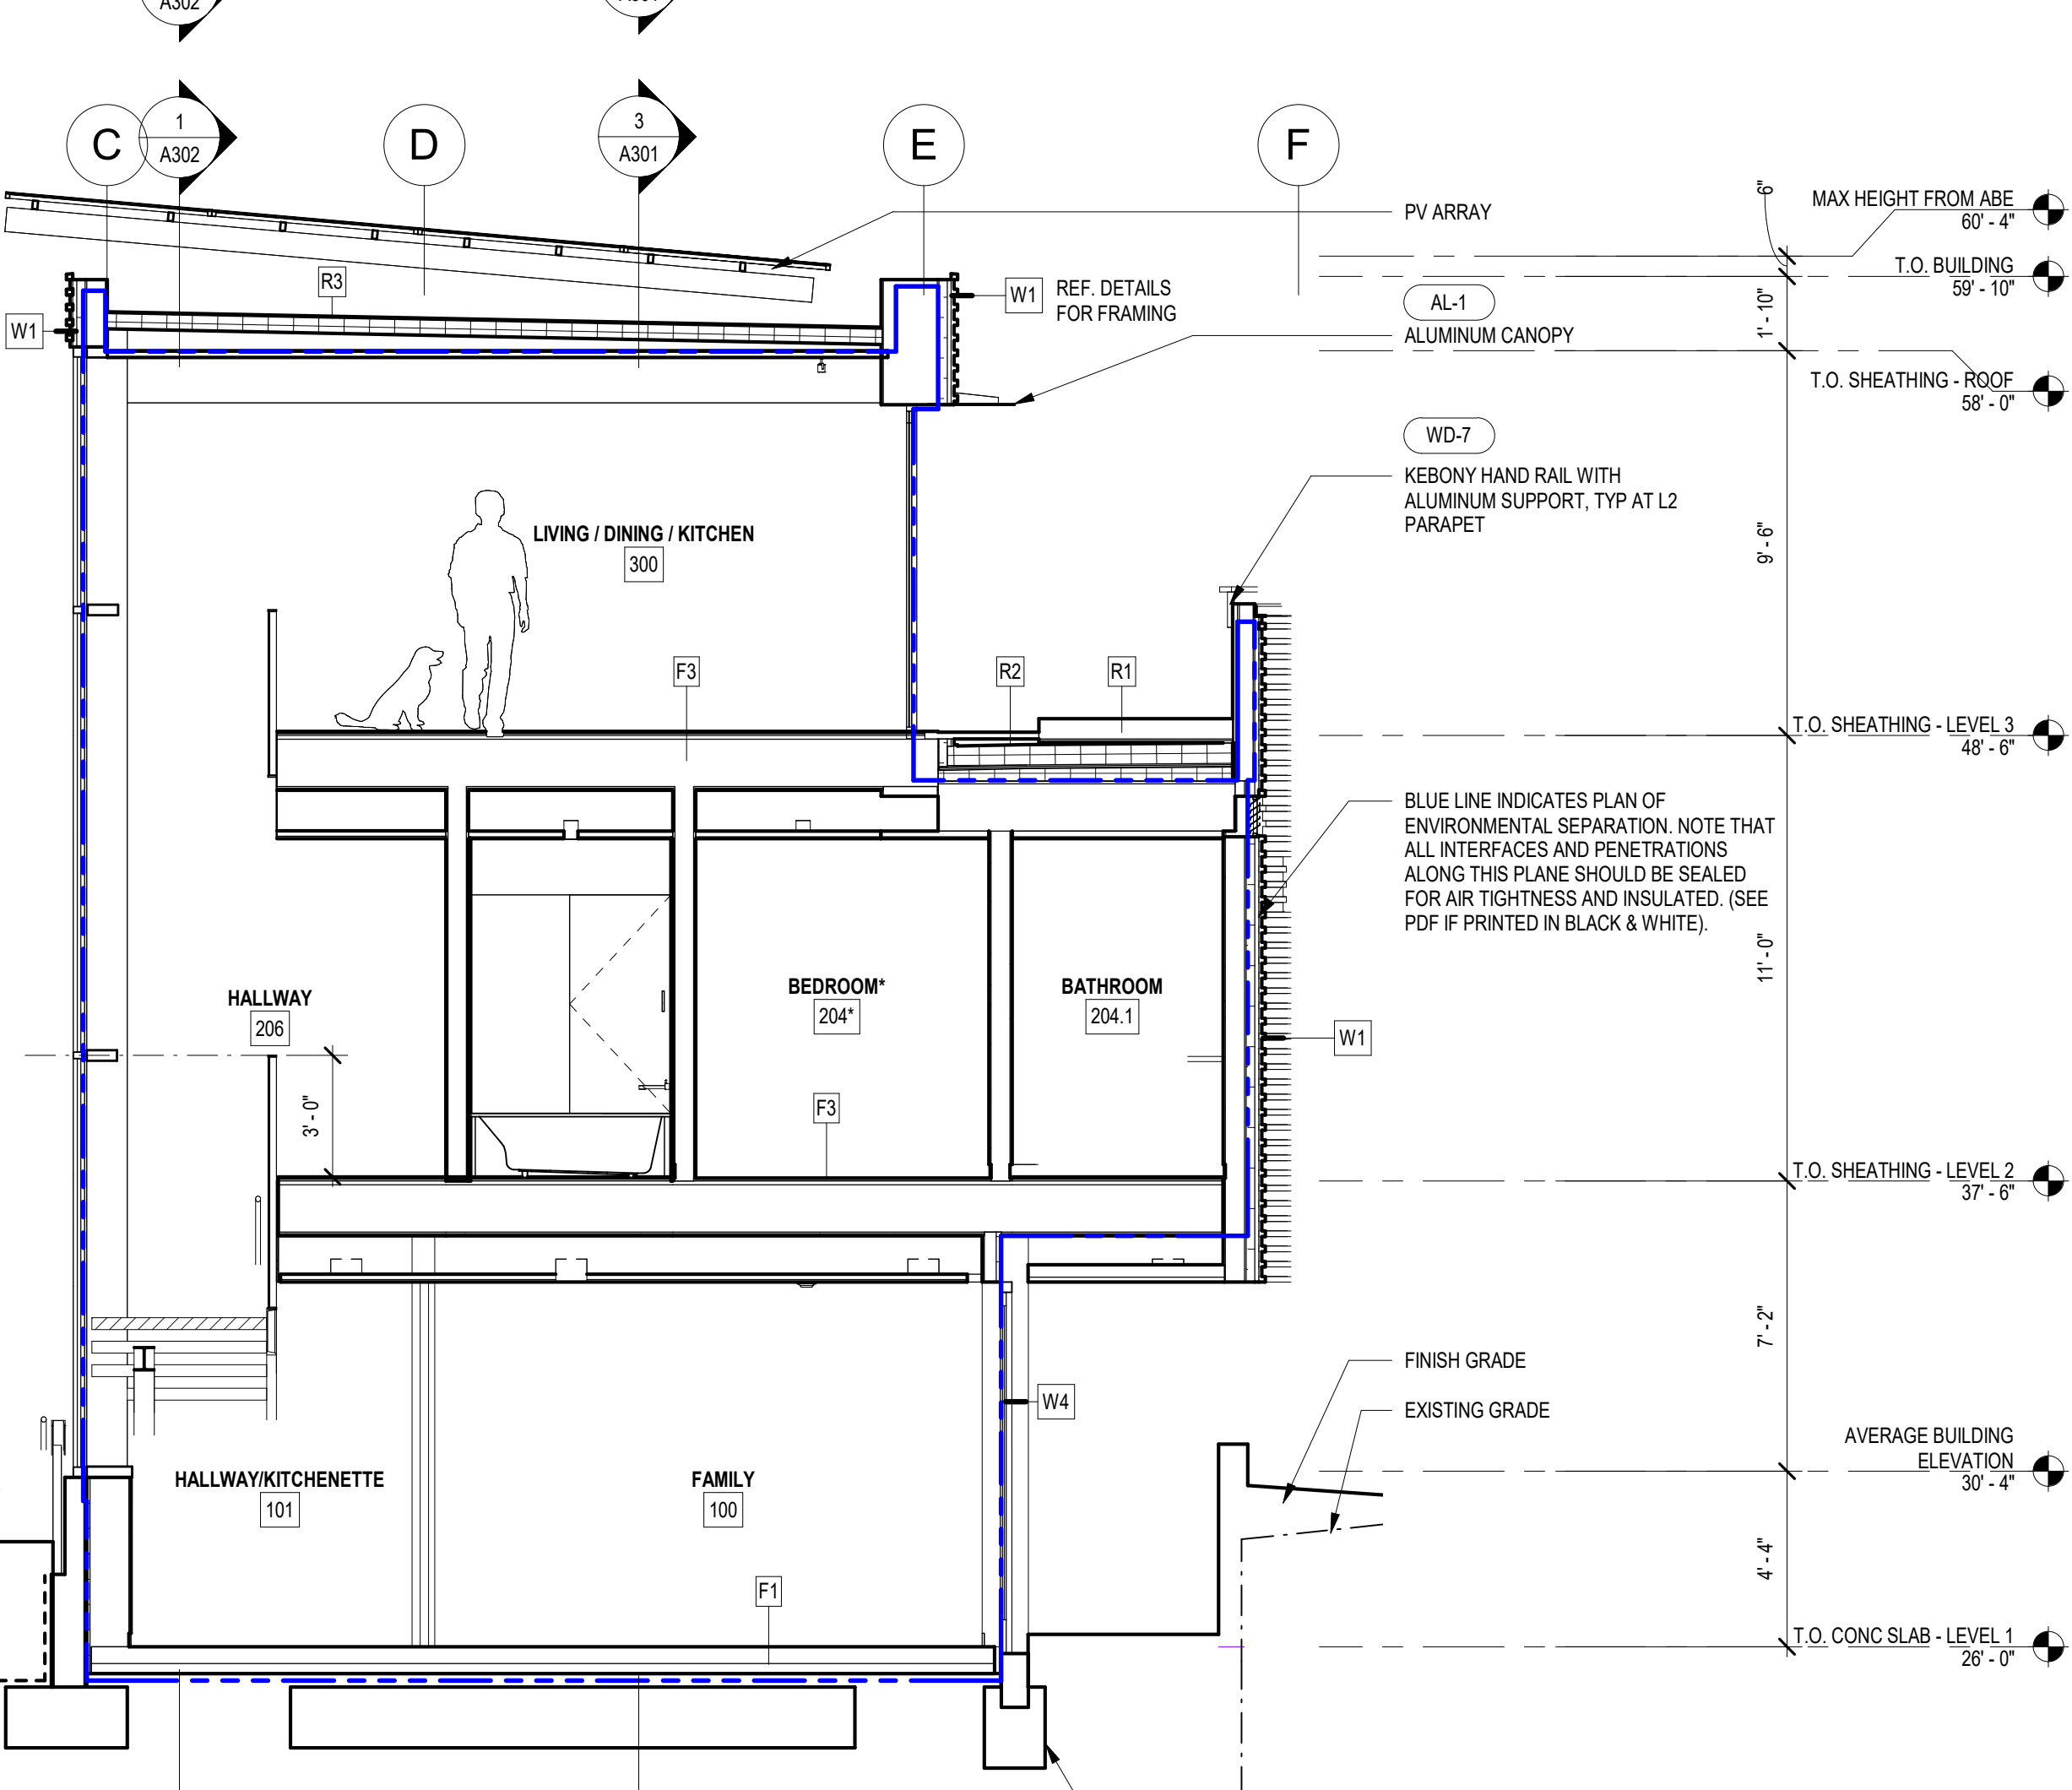 A302
C
1
A302
D
3
A301
E
F
6"
MAX HEIGHT FROM ABE
60' - 4"
PV ARRAY
T.O. BUILDING
59' - 10"
R3
W1
REF. DETAILS
FOR FRAMING
AL-1
1' - 10"
W1
ALUMINUM CANOPY
T.O. SHEATHING - ROOF
58' - 0"
WD-7
KEBONY HAND RAIL WITH
ALUMINUM SUPPORT, TYP AT L2
PARAPET
LIVING / DINING / KITCHEN
300
9' - 6"
F3
R2
R1
T.O. SHEATHING - LEVEL 3
48' - 6"
BLUE LINE INDICATES PLAN OF
ENVIRONMENTAL SEPARATION. NOTE THAT
ALL INTERFACES AND PENETRATIONS
ALONG THIS PLANE SHOULD BE SEALED
FOR AIR TIGHTNESS AND INSULATED. (SEE
PDF IF PRINTED IN BLACK & WHITE).
11' - 0"
HALLWAY
206
BEDROOM*
204*
BATHROOM
204.1
W1
3' - 0"
F3
T.O. SHEATHING - LEVEL 2
37' - 6"
7' - 2"
FINISH GRADE
W4
EXISTING GRADE
AVERAGE BUILDING
ELEVATION
30' - 4"
HALLWAY/KITCHENETTE
101
FAMILY
100
4' - 4"
F1
T.O. CONC SLAB - LEVEL 1
26' - 0"